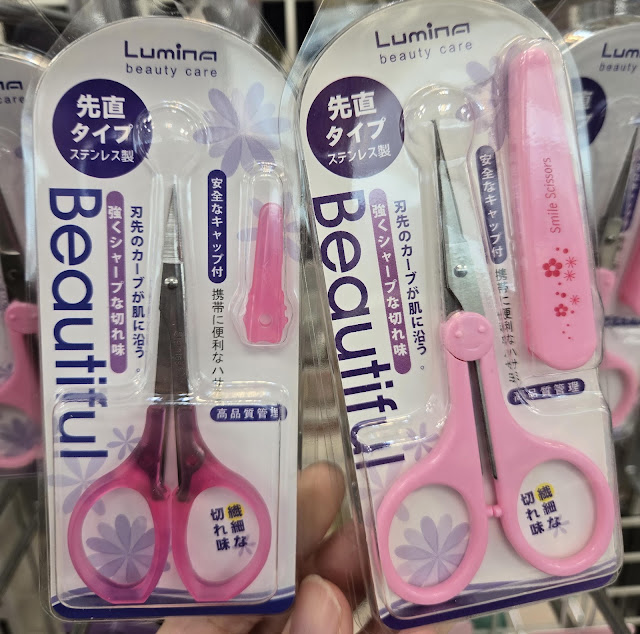 Lumina
beauty care
先直
タイプ
ステンレス製
Beautiful
刃先のカーブが肌に沿う。
強くシャープな切れ味
安全なキャップ付
携帯に便利なハサ
高品質管理
繊細な
切れ味
Lumina
beauty care
先直
タイプ
ステンレス製
Beautiful
刃先のカーブが肌に沿う。
強くシャープな切れ味
安全なキャップ付
携帯に便利な
高品質管理
Smile Scissors
繊細な
切れ味
Lumina
beauty care